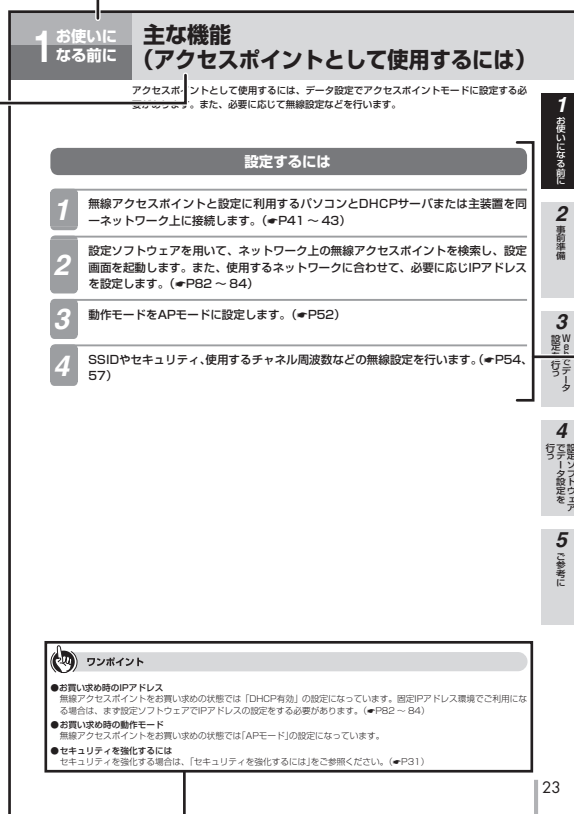 1 お使いに
なる前に
主な機能
（アクセスポイントとして使用するには）
アクセスポイントとして使用するには、データ設定でアクセスポイントモードに設定する必
要があります。また、必要に応じて無線設定などを行います。
設定するには
1
無線アクセスポイントと設定に利用するパソコンとDHCPサーバまたは主装置を同
一ネットワーク上に接続します。（☛P41 ～ 43）
2
設定ソフトウェアを用いて、ネットワーク上の無線アクセスポイントを検索し、設定
画面を起動します。また、使用するネットワークに合わせて、必要に応じIPアドレス
を設定します。（☛P82 ～ 84）
3
動作モードをAPモードに設定します。（☛P52）
4
SSIDやセキュリティ、使用するチャネル周波数などの無線設定を行います。（☛P54、
57）
1
お使いになる前に
2
事前準備
3
Webでデータ
設定を行う
4
設定ソフトウェア
でデータ設定を
行う
5
ご参考に
ワンポイント
●お買い求め時のIPアドレス
無線アクセスポイントをお買い求めの状態では「DHCP有効」の設定になっています。固定IPアドレス環境でご利用にな
る場合は、まず設定ソフトウェアでIPアドレスの設定をする必要があります。（☛P82 ～ 84）
●お買い求め時の動作モード
無線アクセスポイントをお買い求めの状態では「APモード」の設定になっています。
●セキュリティを強化するには
セキュリティを強化する場合は、「セキュリティを強化するには」をご参照ください。（☛P31）
23